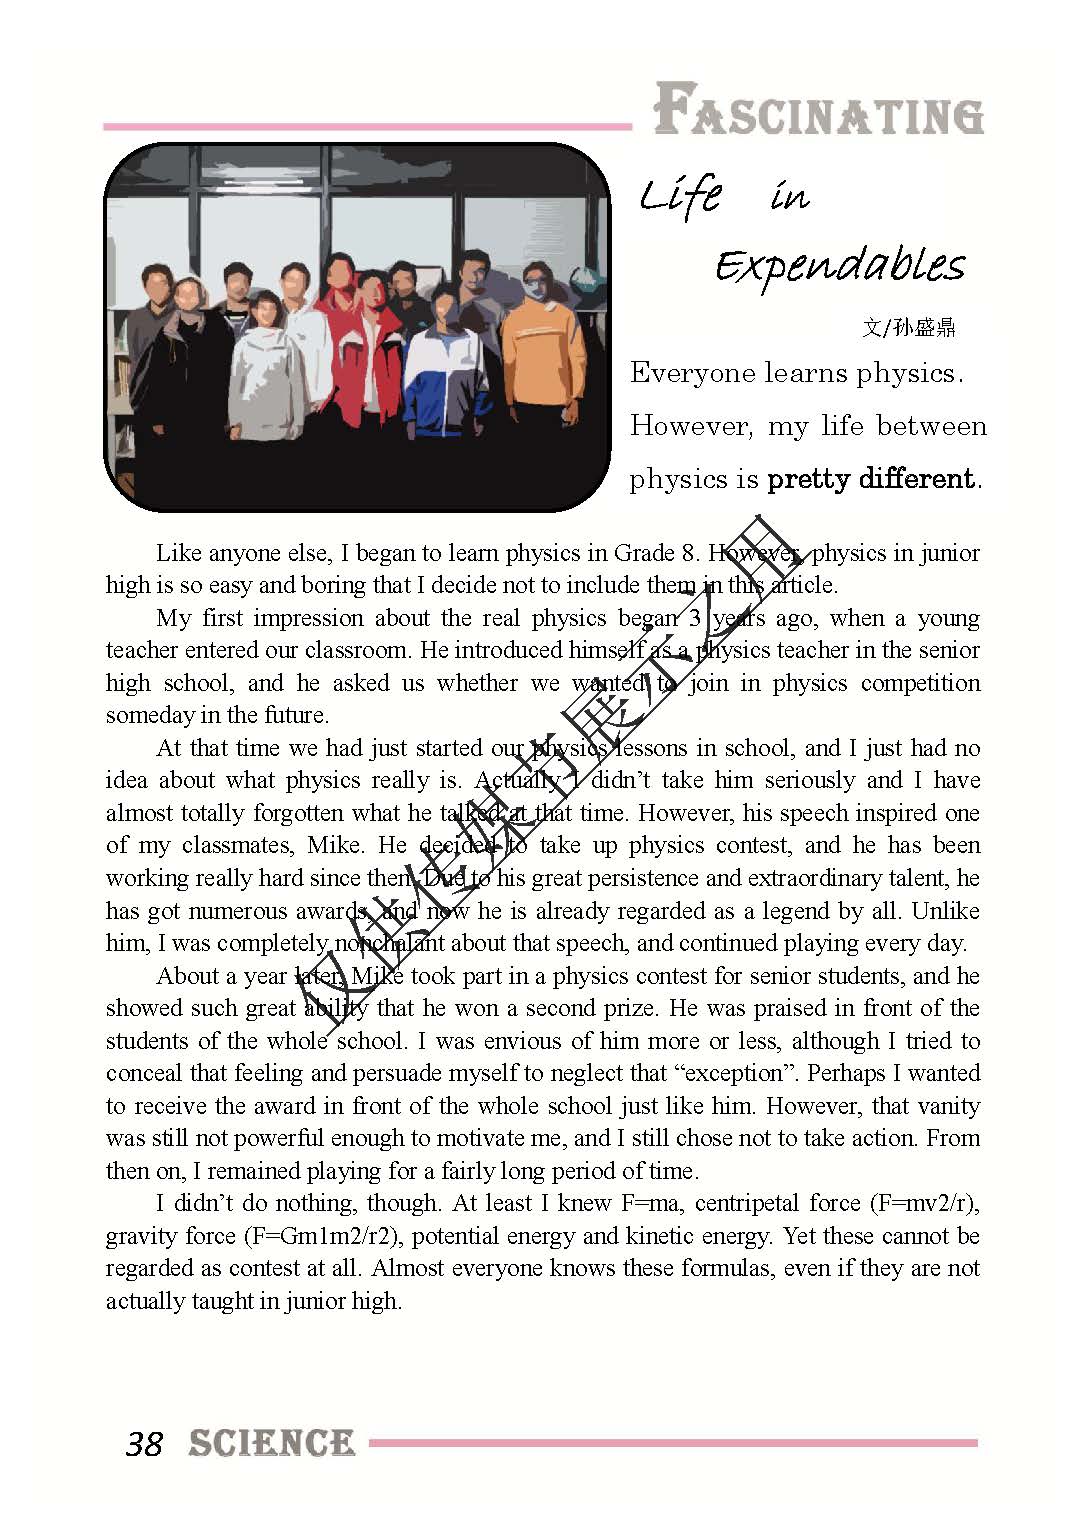 FASCINATING
Life in
Expendables
文/孙盛鼎
Everyone learns physics.
However, my life between
physics is pretty different.
Like anyone else, I began to learn physics in Grade 8. However, physics in junior
high is so easy and boring that I decide not to include them in this article.
My first impression about the real physics began 3 years ago, when a young
teacher entered our classroom. He introduced himself as a physics teacher in the senior
high school, and he asked us whether we wanted to join in physics competition
someday in the future.
At that time we had just started our physics lessons in school, and I just had no
idea about what physics really is. Actually I didn’t take him seriously and I have
almost totally forgotten what he talked at that time. However, his speech inspired one
of my classmates, Mike. He decided to take up physics contest, and he has been
working really hard since then. Due to his great persistence and extraordinary talent, he
has got numerous awards, and now he is already regarded as a legend by all. Unlike
him, I was completely nonchalant about that speech, and continued playing every day.
About a year later, Mike took part in a physics contest for senior students, and he
showed such great ability that he won a second prize. He was praised in front of the
students of the whole school. I was envious of him more or less, although I tried to
conceal that feeling and persuade myself to neglect that “exception”. Perhaps I wanted
to receive the award in front of the whole school just like him. However, that vanity
was still not powerful enough to motivate me, and I still chose not to take action. From
then on, I remained playing for a fairly long period of time.
I didn’t do nothing, though. At least I knew F=ma, centripetal force (F=mv2/r),
gravity force (F=Gm1m2/r2), potential energy and kinetic energy. Yet these cannot be
regarded as contest at all. Almost everyone knows these formulas, even if they are not
actually taught in junior high.
仅供传媒节展示之用
38 SCIENCE